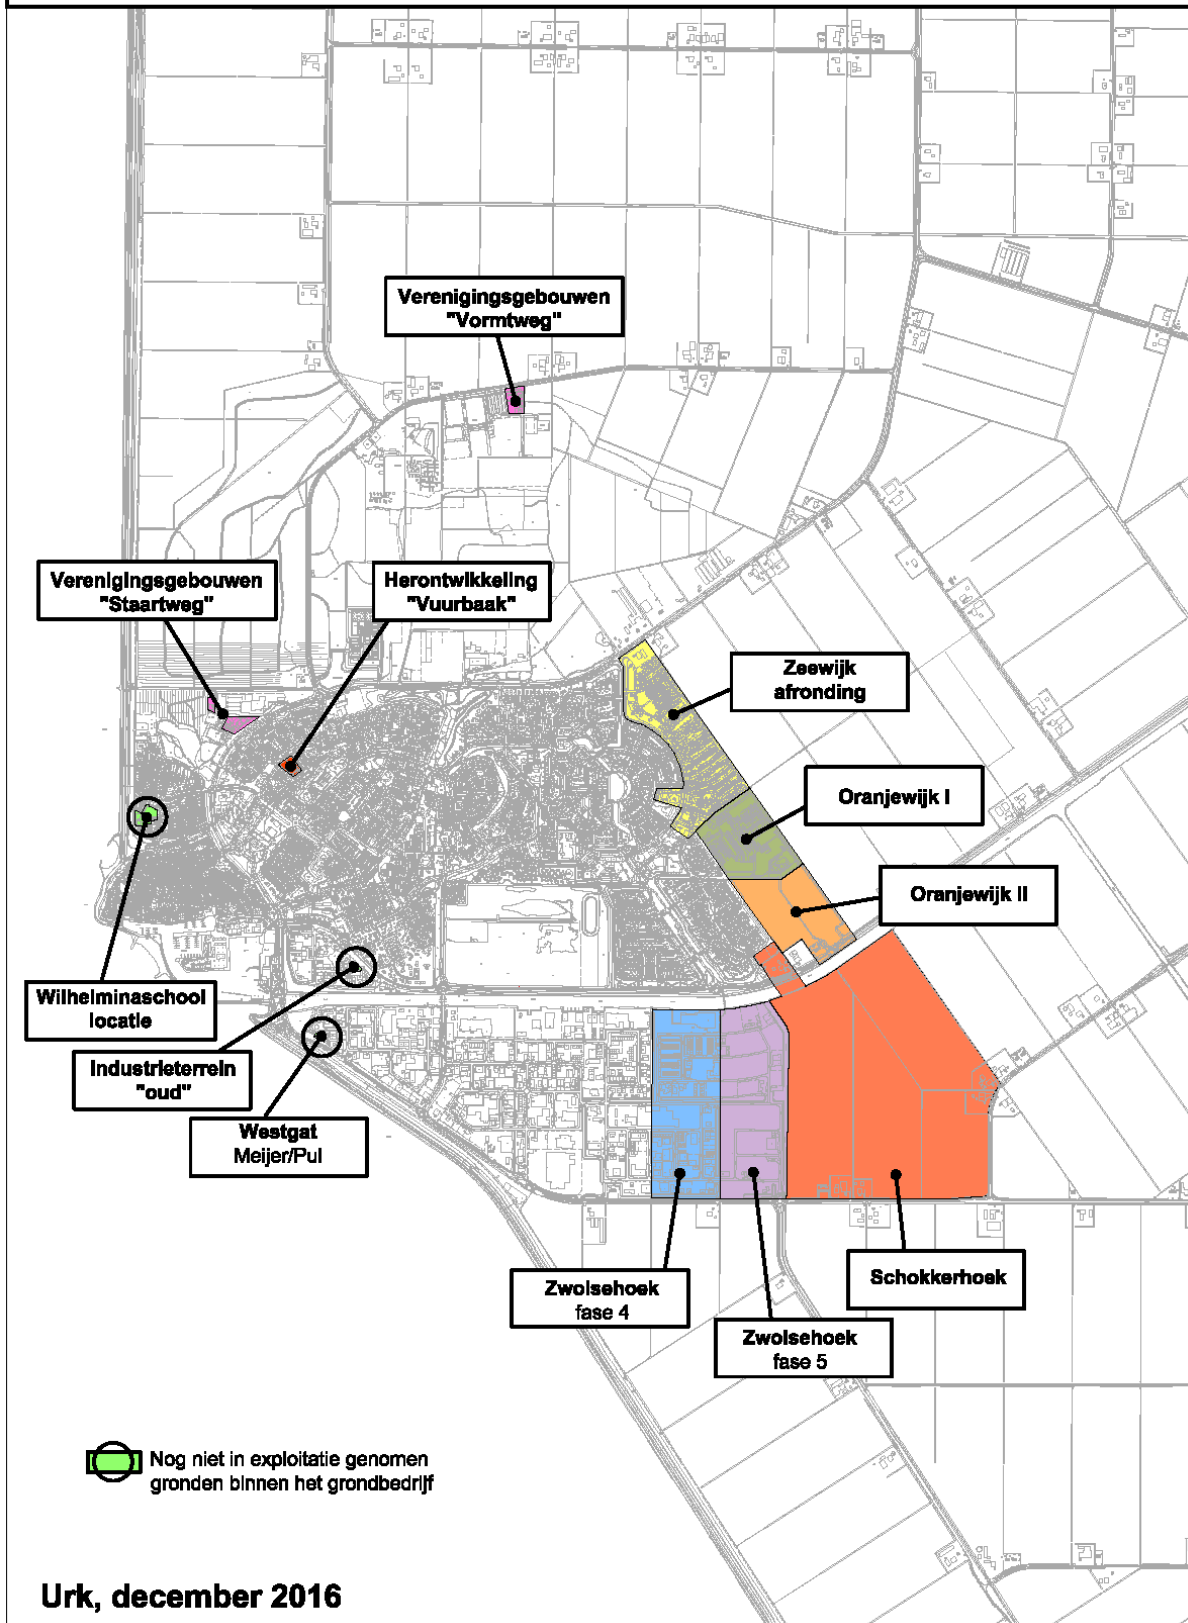 Verenigingsgebouwen
"Vormtweg"
Verenigingsgebouwen
"Staartweg"
Herontwikkeling
"Vuurbaak"
Zeewijk
afronding
Oranjewijk I
Oranjewijk II
Wilhelminaschool
locatie
Industrieterrein
"oud"
Westgat
Meijer/Pul
Zwolsehoek
fase 4
Zwolsehoek
fase 5
Schokkerhoek
Nog niet in exploitatie genomen
gronden binnen het grondbedrijf
Urk, december 2016